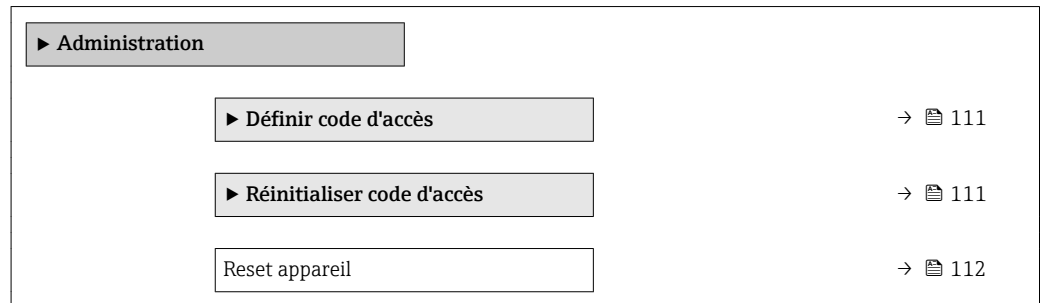 ▶ Administration
▶ Définir code d'accès → 🖹 111
▶ Réinitialiser code d'accès → 🖹 111
Reset appareil → 🖹 112